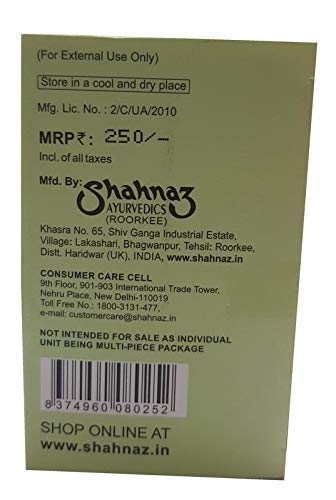 (For External Use Only)
Store in a cool and dry place
Mfg. Lic. No. : 2/C/UA/2010
MRP₹: 250/-
Incl. of all taxes
Mfd. By: Shahnaz
AYURVEDICS
(ROORKEE)
Khasra No. 65, Shiv Ganga Industrial Estate,
Village: Lakashari, Bhagwanpur, Tehsil: Roorkee,
Distt. Haridwar (UK), INDIA, www.shahnaz.in
CONSUMER CARE CELL
9th Floor, 901-903 International Trade Tower,
Nehru Place, New Delhi-110019
Toll Free No.: 1800-3131-477,
e-mail: customercare@shahnaz.in
NOT INTENDED FOR SALE AS INDIVIDUAL
UNIT BEING MULTI-PIECE PACKAGE
8 374960 080252
SHOP ONLINE AT
www.shahnaz.in